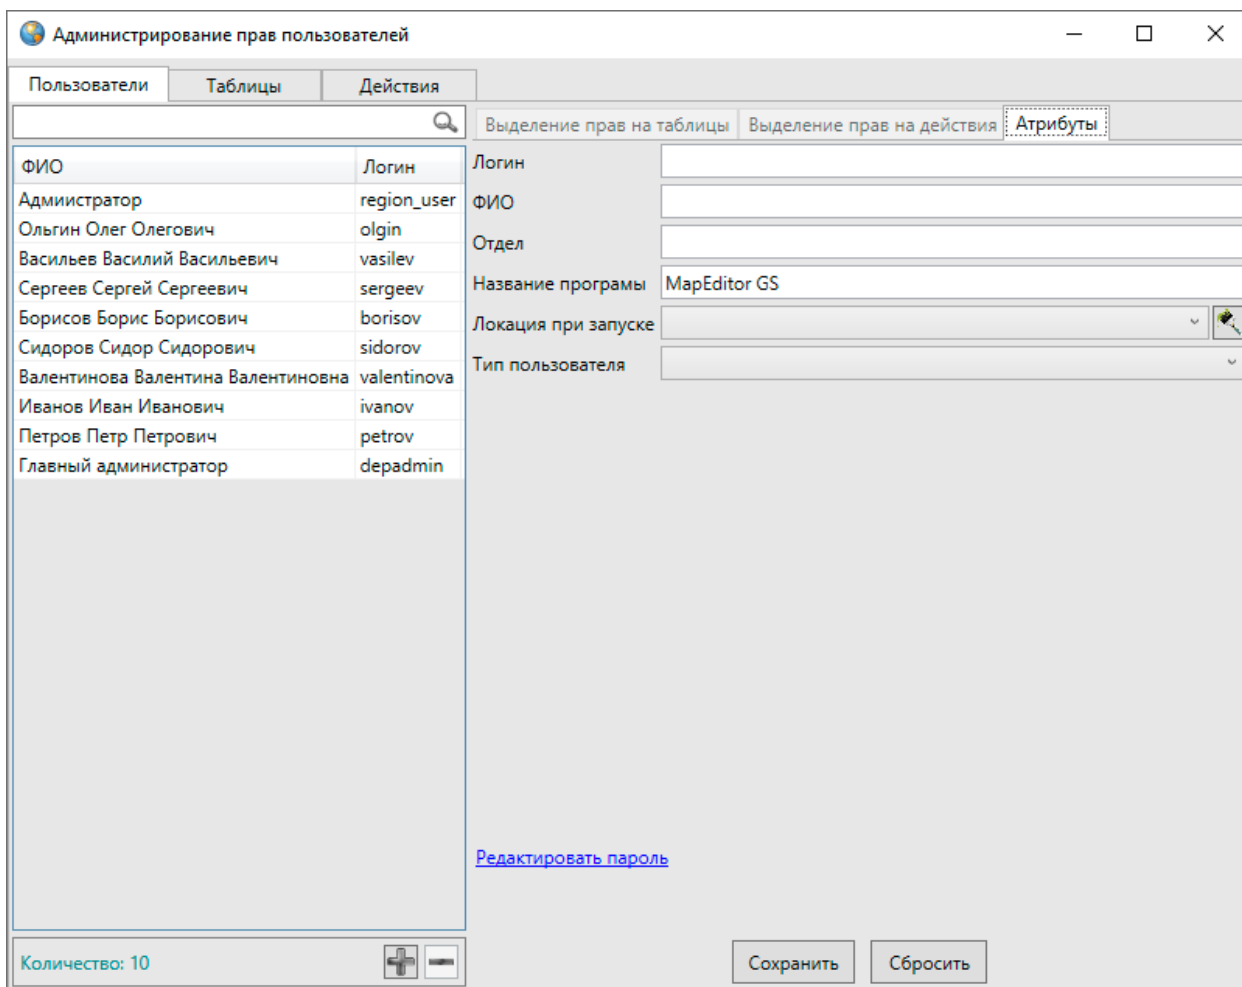 Администрирование прав пользователей
Пользователи Таблицы Действия
Выделение прав на таблицы Выделение прав на действия Атрибуты
ФИО Логин
Адмиистратор region_user
Ольгин Олег Олегович olgin
Васильев Василий Васильевич vasilev
Сергеев Сергей Сергеевич sergeev
Борисов Борис Борисович borisov
Сидоров Сидор Сидорович sidorov
Валентинова Валентина Валентиновна valentinova
Иванов Иван Иванович ivanov
Петров Петр Петрович petrov
Главный администратор depadmin
Количество: 10
Логин
ФИО
Отдел
Название програмы MapEditor GS
Локация при запуске
Тип пользователя
Редактировать пароль
Сохранить Сбросить